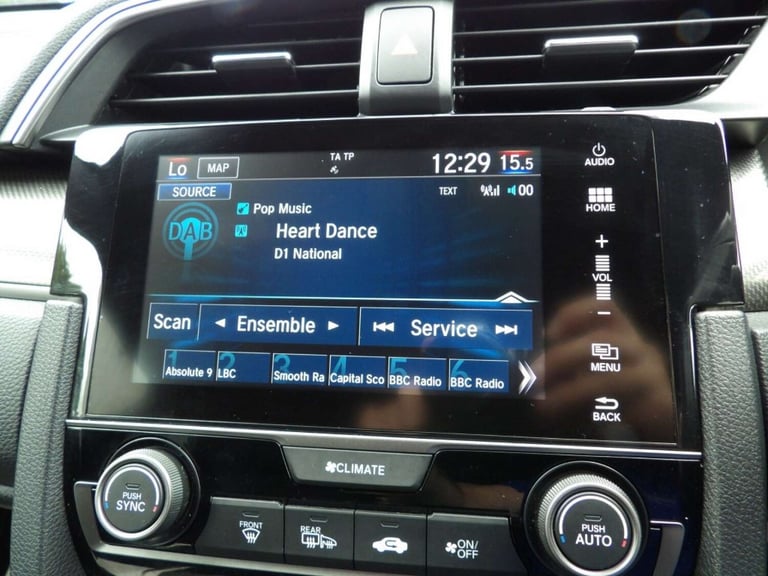 Lo MAP TA TP 12:29 15.5
AUDIO
SOURCE TEXT 00
DAB Pop Music
HOME
Heart Dance
D1 National
VOL
Scan Ensemble Service
MENU
1 2 3 4 5 6
Absolute 9 LBC Smooth Ra Capital Sco BBC Radio BBC Radio
BACK
CLIMATE
PUSH
SYNC
FRONT
REAR
ON/
OFF
PUSH
AUTO